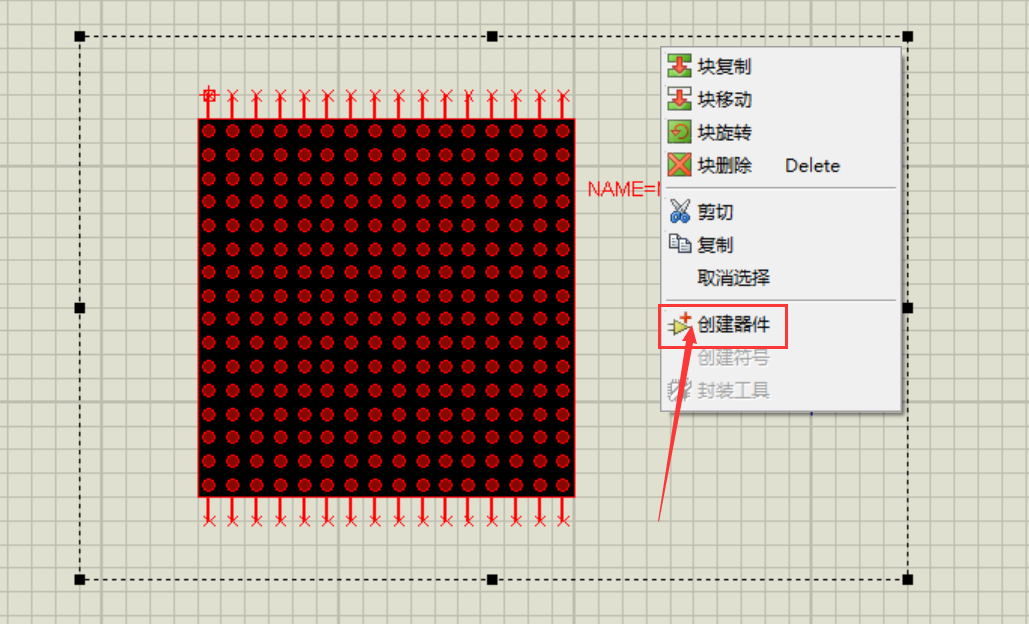 块复制
块移动
块旋转
块删除 Delete
NAME=
剪切
复制
取消选择
创建器件
创建符号
封装工具